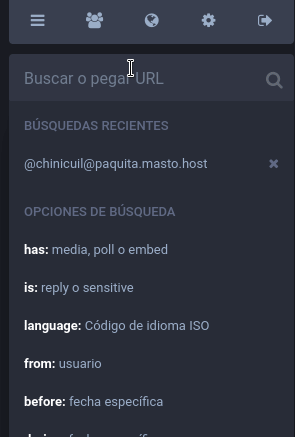 Buscar o pegar URL
BÚSQUEDAS RECIENTES
@chinicuil@paquita.masto.host
OPCIONES DE BÚSQUEDA
has: media, poll o embed
is: reply o sensitive
language: Código de idioma ISO
from: usuario
before: fecha específica